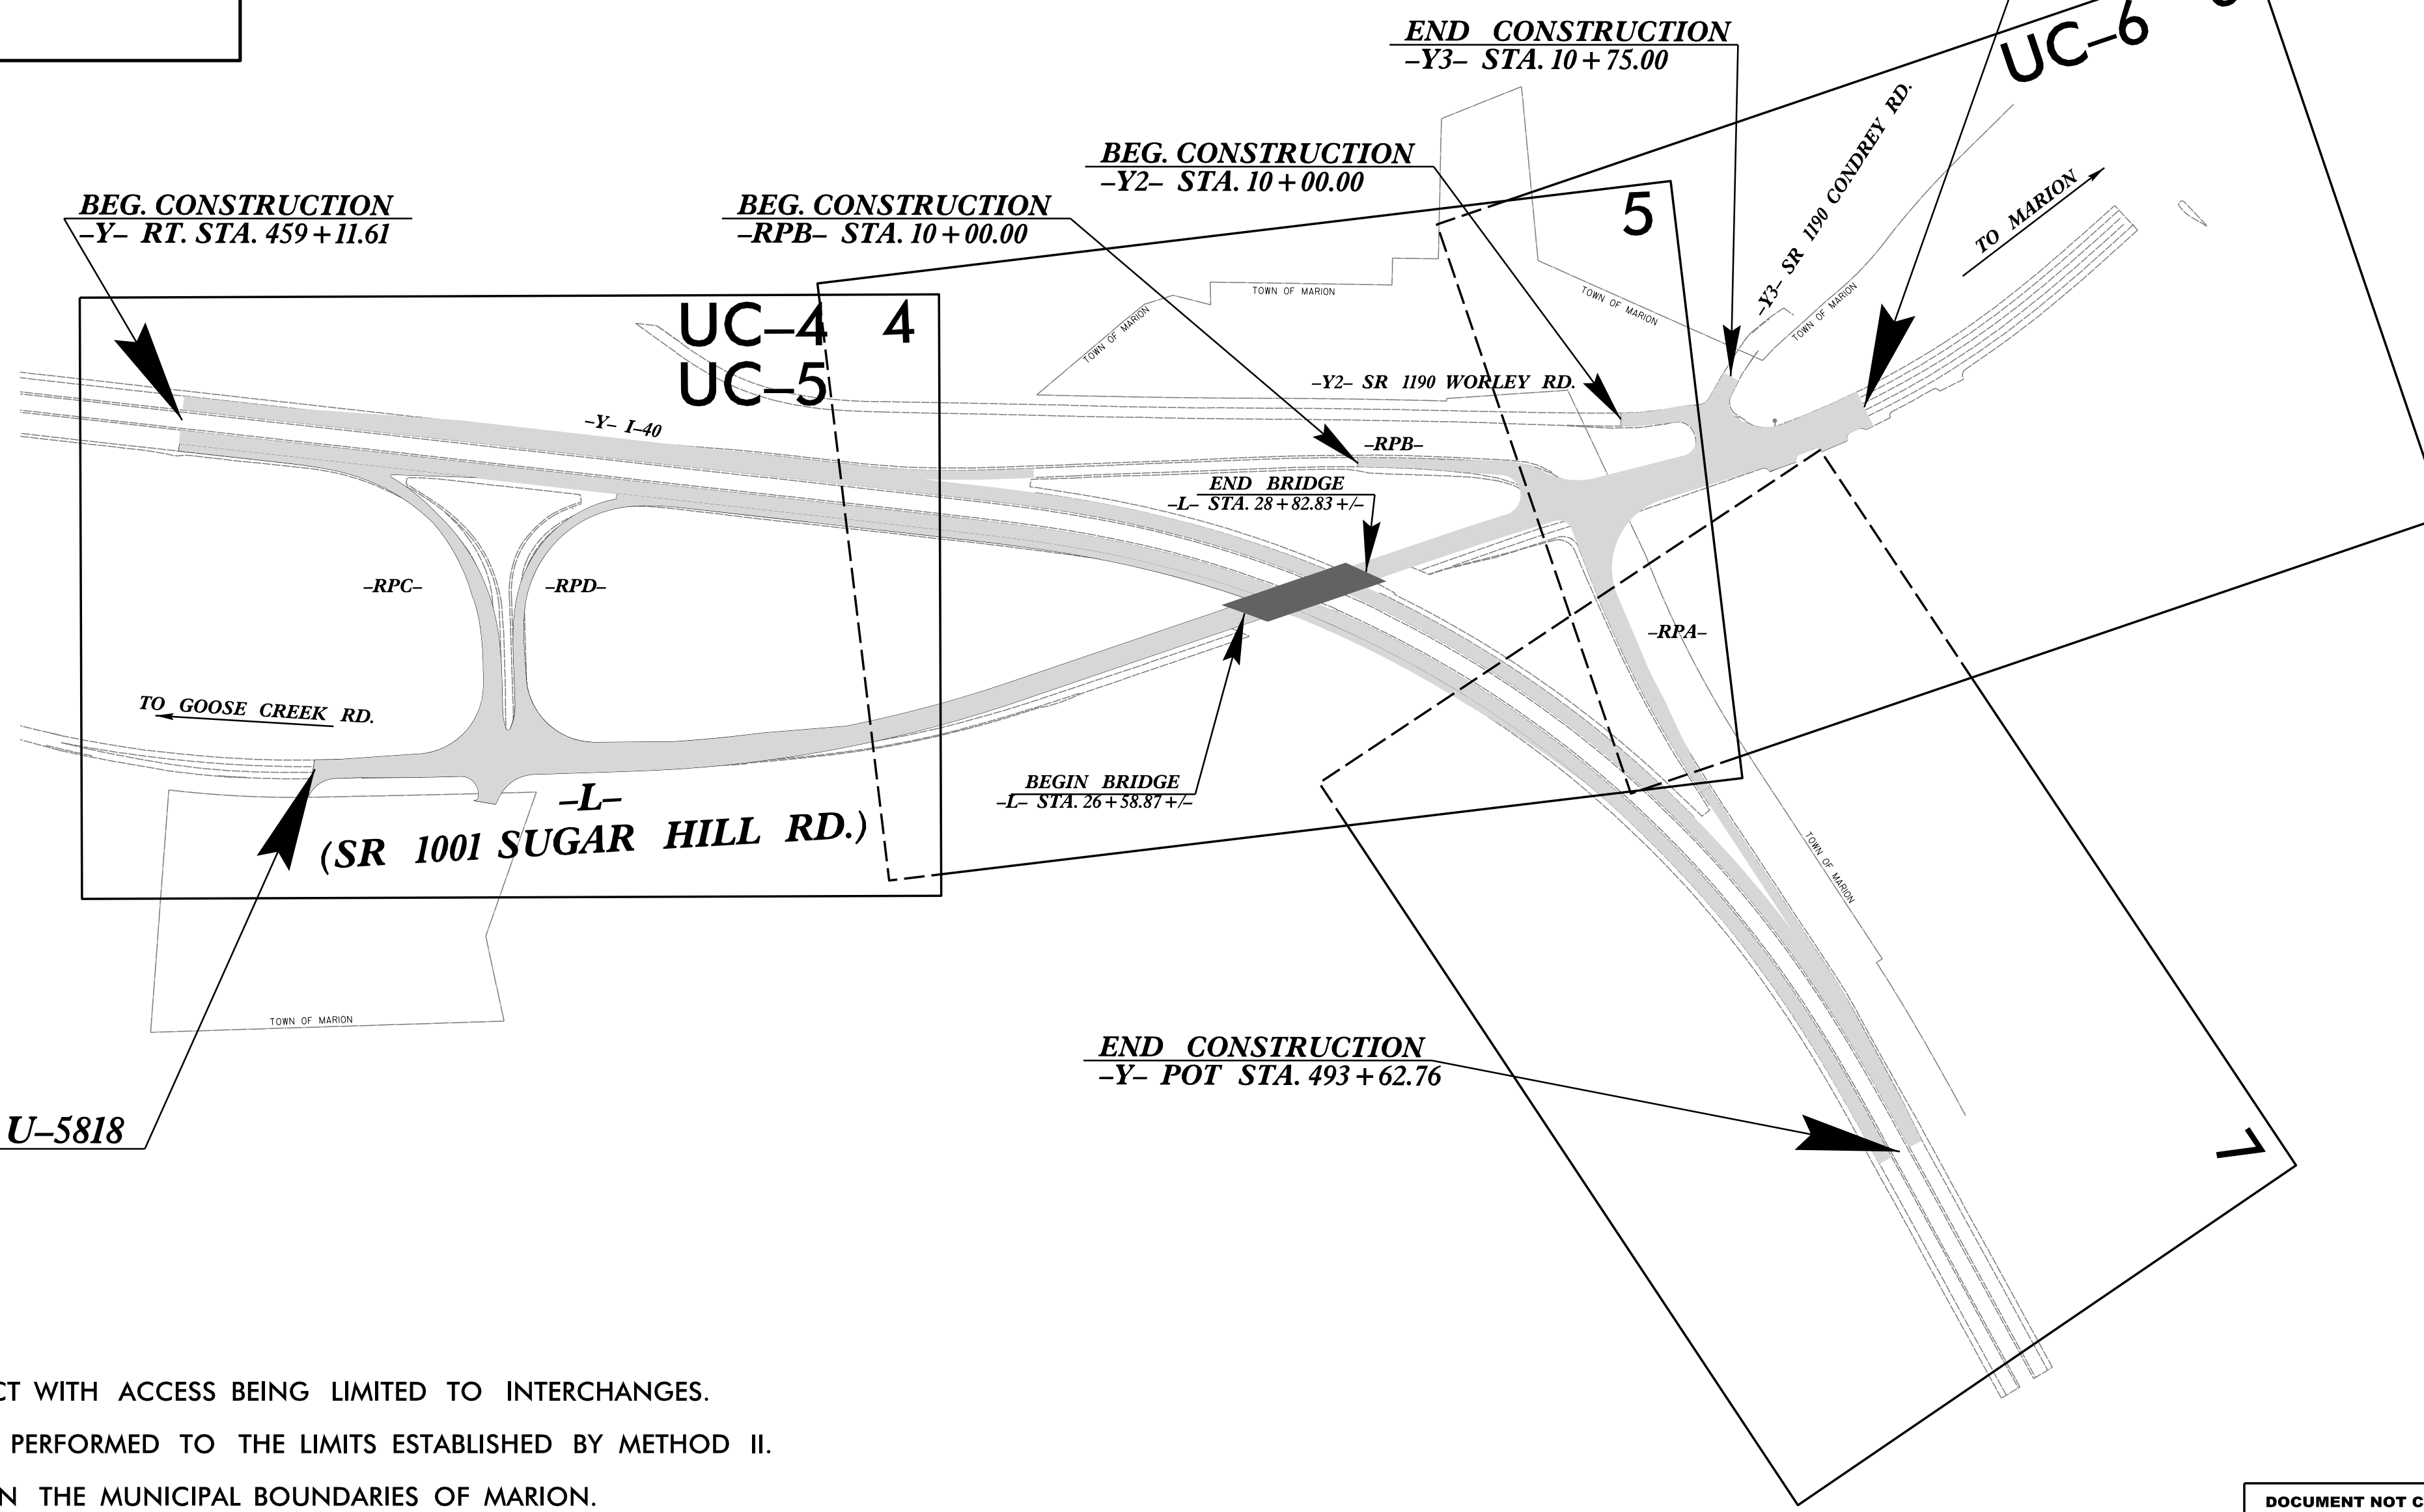 END CONSTRUCTION
–Y3– STA. 10+75.00
UC–6
BEG. CONSTRUCTION
–Y2– STA. 10+00.00
BEG. CONSTRUCTION
–Y– RT. STA. 459+11.61
BEG. CONSTRUCTION
–RPB– STA. 10+00.00
5
–Y3– SR 1190 CONDREY RD.
TO MARION
TOWN OF MARION
TOWN OF MARION
TOWN OF MARION
TOWN OF MARION
UC–4 4
UC–5
–Y2– SR 1190 WORLEY RD.
–Y– I–40
–RPB–
END BRIDGE
–L– STA. 28+82.83+/–
–RPC–
–RPD–
–RPA–
TO GOOSE CREEK RD.
BEGIN BRIDGE
–L– STA. 26+58.87+/–
–L–
(SR 1001 SUGAR HILL RD.)
TOWN OF MARION
TOWN OF MARION
END CONSTRUCTION
–Y– POT STA. 493+62.76
U–5818
7
CT WITH ACCESS BEING LIMITED TO INTERCHANGES.
PERFORMED TO THE LIMITS ESTABLISHED BY METHOD II.
N THE MUNICIPAL BOUNDARIES OF MARION.
DOCUMENT NOT C